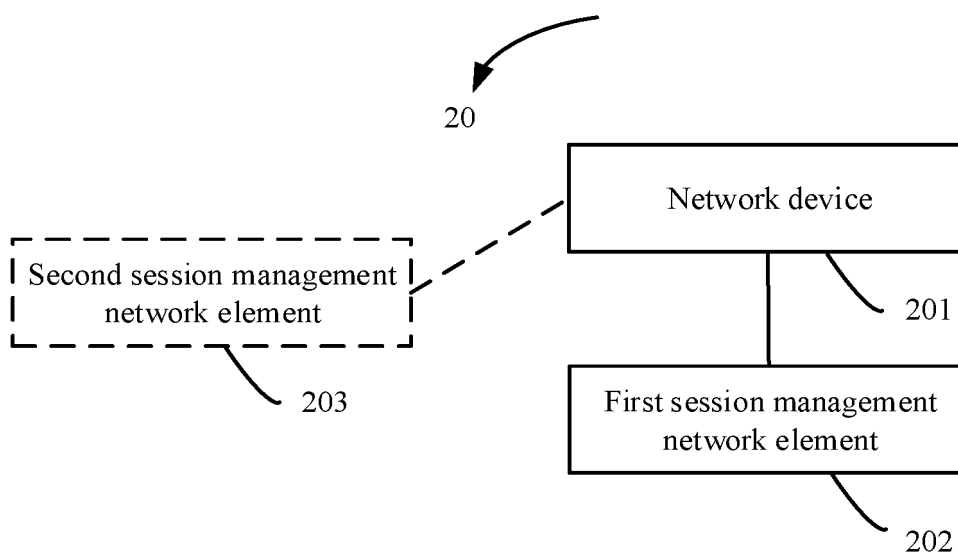 20
Network device
Second session management
network element
201
203
First session management
network element
202